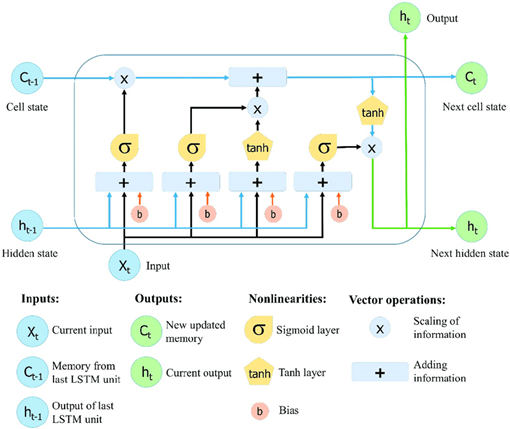 ht
Output
Ct-1
x
+
Ct
Cell state
Next cell state
tanh
x
σ
σ
tanh
σ
x
+
+
+
+
b
b
b
b
ht-1
ht
Hidden state
Next hidden state
Xt
Input
Inputs:
Outputs:
Nonlinearities:
Vector operations:
Xt
Current input
Ct
New updated
memory
σ
Sigmoid layer
x
Scaling of
information
Ct-1
Memory from
last LSTM unit
ht
Current output
tanh
Tanh layer
+
Adding
information
ht-1
Output of last
LSTM unit
b
Bias